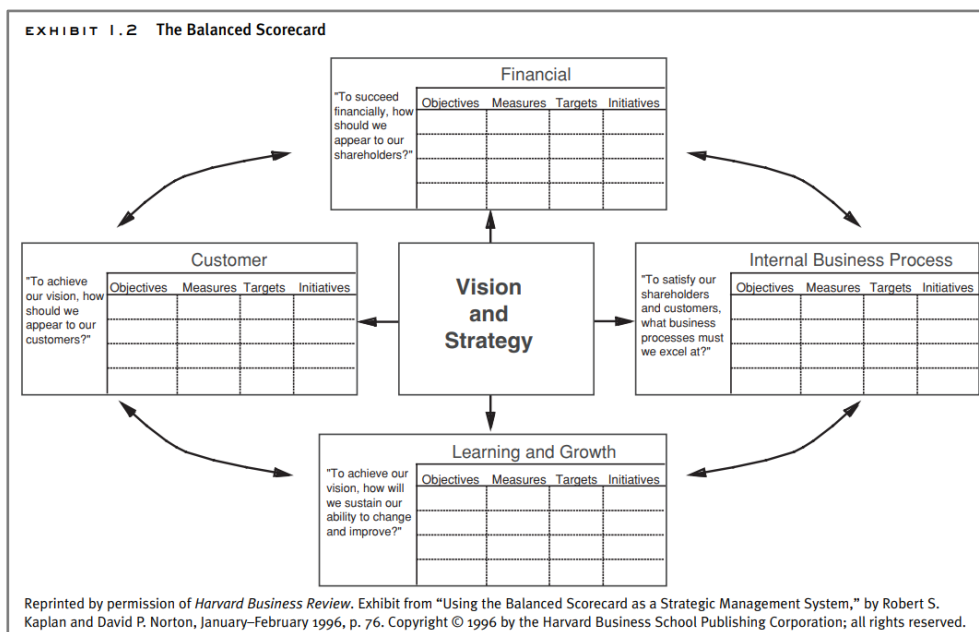 EXHIBIT 1.2 The Balanced Scorecard
Financial
"To succeed
financially, how
should we
appear to our
shareholders?"
Objectives Measures Targets Initiatives
Customer
"To achieve
our vision, how
should we
appear to our
customers?"
Objectives Measures Targets Initiatives
Vision
and
Strategy
Internal Business Process
"To satisfy our
shareholders
and customers,
what business
processes must
we excel at?"
Objectives Measures Targets Initiatives
Learning and Growth
"To achieve our
vision, how will
we sustain our
ability to change
and improve?"
Objectives Measures Targets Initiatives
Reprinted by permission of Harvard Business Review. Exhibit from “Using the Balanced Scorecard as a Strategic Management System,” by Robert S.
Kaplan and David P. Norton, January–February 1996, p. 76. Copyright © 1996 by the Harvard Business School Publishing Corporation; all rights reserved.